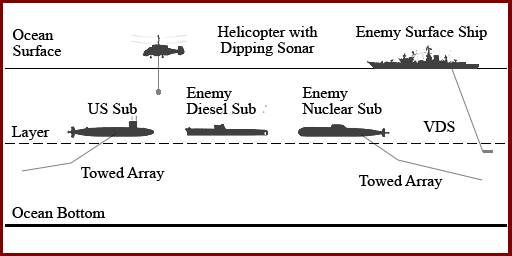 Ocean
Surface
Helicopter with
Dipping Sonar
Enemy Surface Ship
US Sub
Enemy
Diesel Sub
Enemy
Nuclear Sub
VDS
Layer
Towed Array
Towed Array
Ocean Bottom